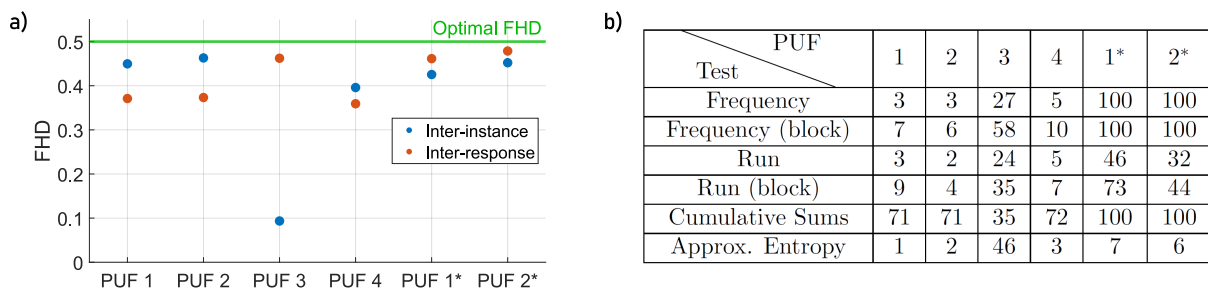 a)
Optimal FHD
0.5
0.4
0.3
0.2
0.1
0
FHD
Inter-instance
Inter-response
PUF 1 PUF 2 PUF 3 PUF 4 PUF 1* PUF 2*
b)
PUF
Test
1 2 3 4 1* 2*
Frequency 3 3 27 5 100 100
Frequency (block) 7 6 58 10 100 100
Run 3 2 24 5 46 32
Run (block) 9 4 35 7 73 44
Cumulative Sums 71 71 35 72 100 100
Approx. Entropy 1 2 46 3 7 6